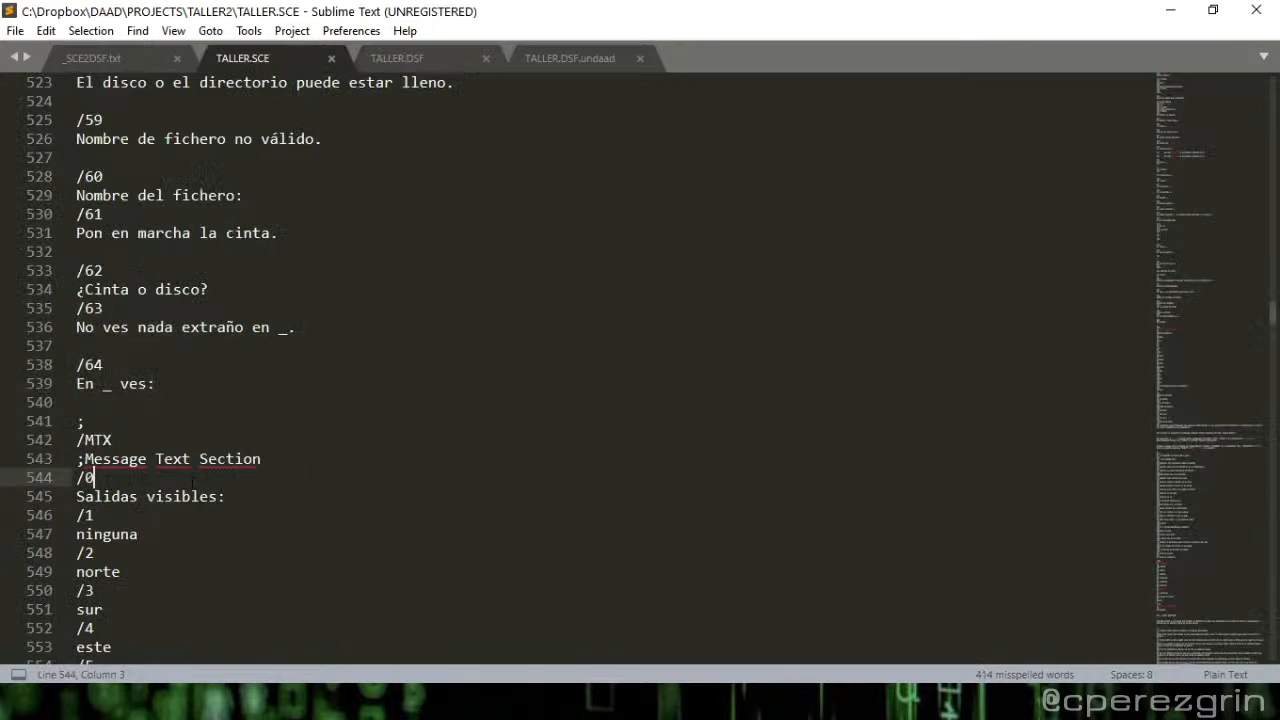 C:\Dropbox\DAAD\PROJECTS\TALLER2\TALLER.SCE - Sublime Text (UNREGISTERED)
File Edit Selection Find View Goto Tools Project Preferences Help
_SCE2DSF.txt TALLER.SCE TALLER.DSF TALLER.DSF.undaad
523 El disco o el directorio puede estar lleno.
524
525 /59
526 Nombre de fichero no válido.
527
528 /60
529 Nombre del fichero:
530 /61
531 Pon en marcha la cinta.
532
533 /62
534 ¿Cinta o disco?
535 /63
536 No ves nada extraño en _.
537
538 /64
539 En _ ves:
540
541 ;
542 /MTX
543 ;Message Text Section
544 /0
545 Salidas visibles:
546 /1
547 ninguna
548 /2
549 norte
550 /3
551 sur
552 /4
553 este
554 /5
Line 544, Column 3 414 misspelled words Spaces: 8 Plain Text
@cperezgrin